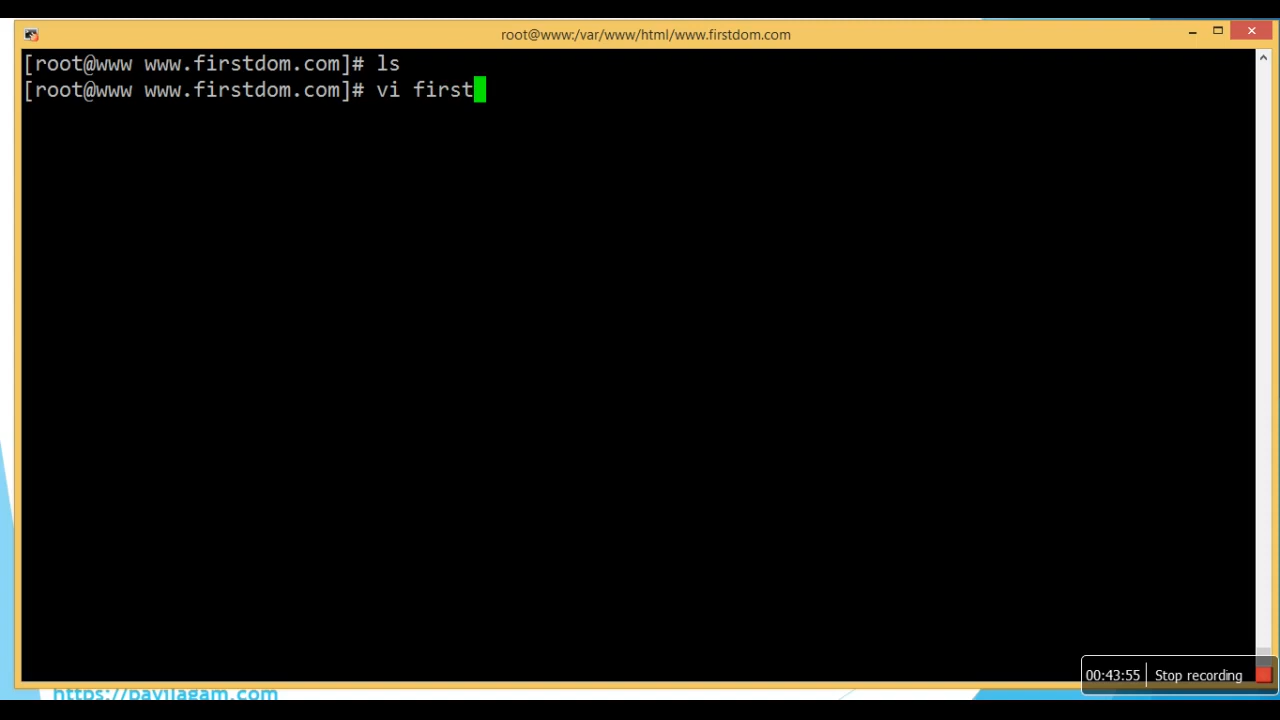 root@www:/var/www/html/www.firstdom.com
[root@www www.firstdom.com]# ls
[root@www www.firstdom.com]# vi first
00:43:55 Stop recording
https://payilagam.com